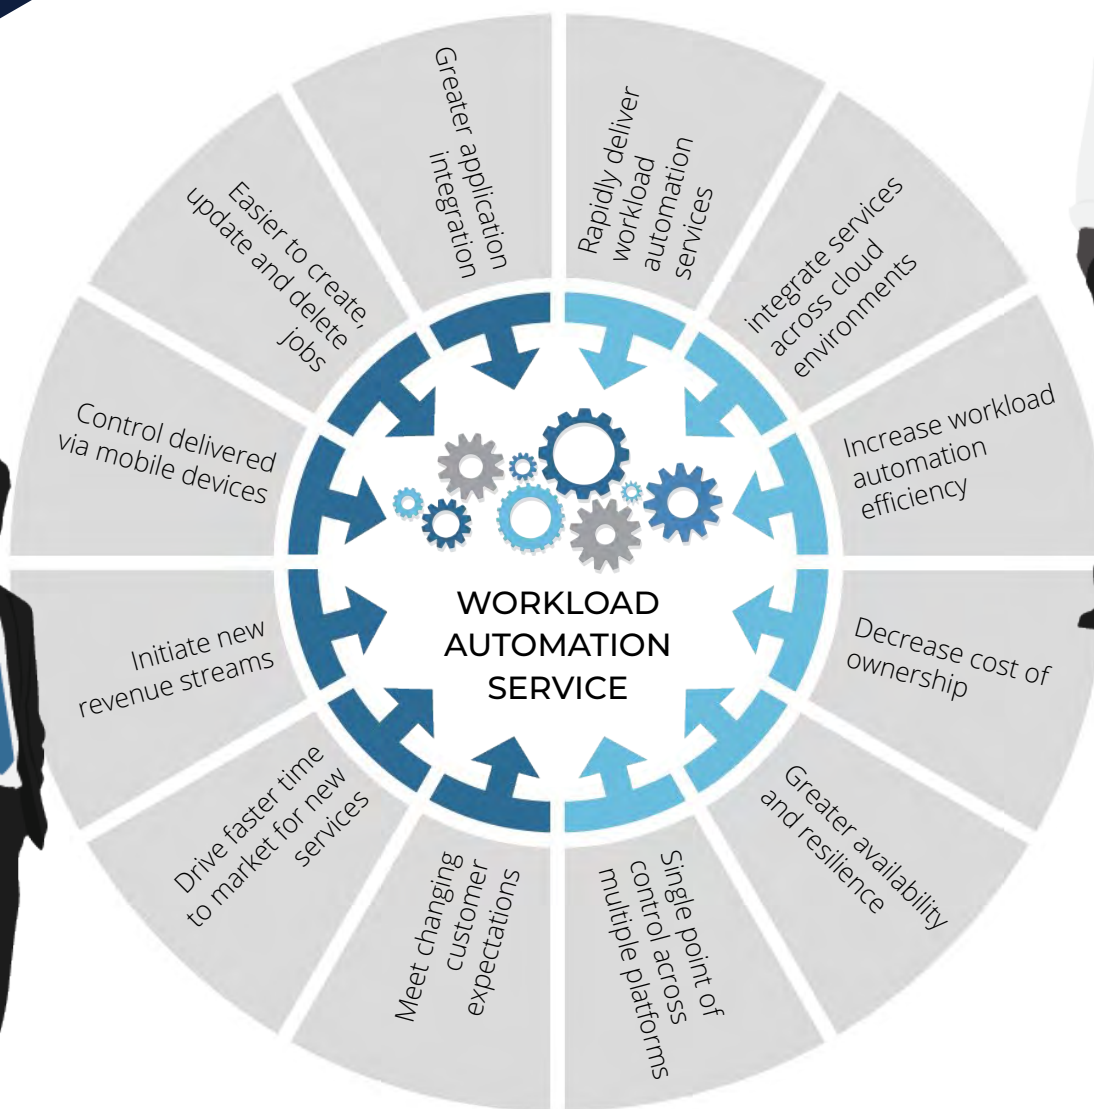 Rapidly deliver
workload
automation
services
integrate services
across cloud
environments
Increase workload
automation
efficiency
Decrease cost of
ownership
Greater availability
and resilience
Single point of
control across
multiple platforms
Meet changing
customer
expectations
Drive faster time
to market for new
services
Initiate new
revenue streams
Control delivered
via mobile devices
Easier to create,
update and delete
jobs
Greater application
integration
WORKLOAD
AUTOMATION
SERVICE